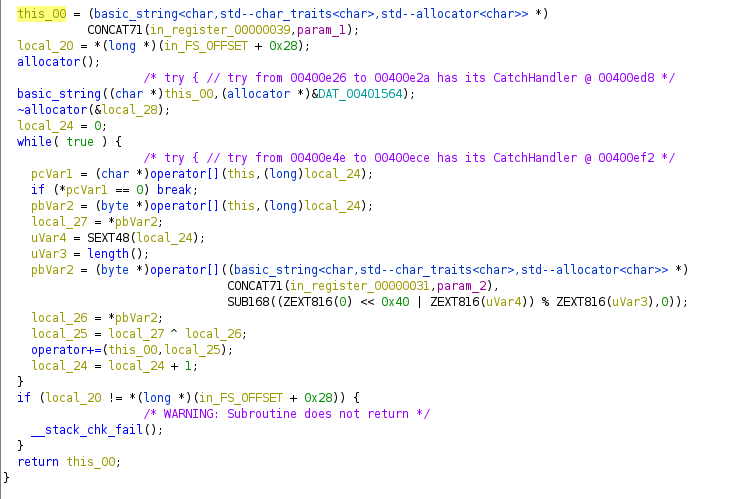 this_00 = (basic_string<char,std--char_traits<char>,std--allocator<char>> *)
CONCAT71(in_register_00000039,param_1);
local_20 = *(long *)(in_FS_OFFSET + 0x28);
allocator();
/* try { // try from 00400e26 to 00400e2a has its CatchHandler @ 00400ed8 */
basic_string((char *)this_00,(allocator *)&DAT_00401564);
~allocator(&local_28);
local_24 = 0;
while( true ) {
/* try { // try from 00400e4e to 00400ece has its CatchHandler @ 00400ef2 */
pcVar1 = (char *)operator[](this,(long)local_24);
if (*pcVar1 == 0) break;
pbVar2 = (byte *)operator[](this,(long)local_24);
local_27 = *pbVar2;
uVar4 = SEXT48(local_24);
uVar3 = length();
pbVar2 = (byte *)operator[]((basic_string<char,std--char_traits<char>,std--allocator<char>> *)
CONCAT71(in_register_00000031,param_2),
SUB168((ZEXT816(0) << 0x40 | ZEXT816(uVar4)) % ZEXT816(uVar3),0));
local_26 = *pbVar2;
local_25 = local_27 ^ local_26;
operator+=(this_00,local_25);
local_24 = local_24 + 1;
}
if (local_20 != *(long *)(in_FS_OFFSET + 0x28)) {
/* WARNING: Subroutine does not return */
__stack_chk_fail();
}
return this_00;
}